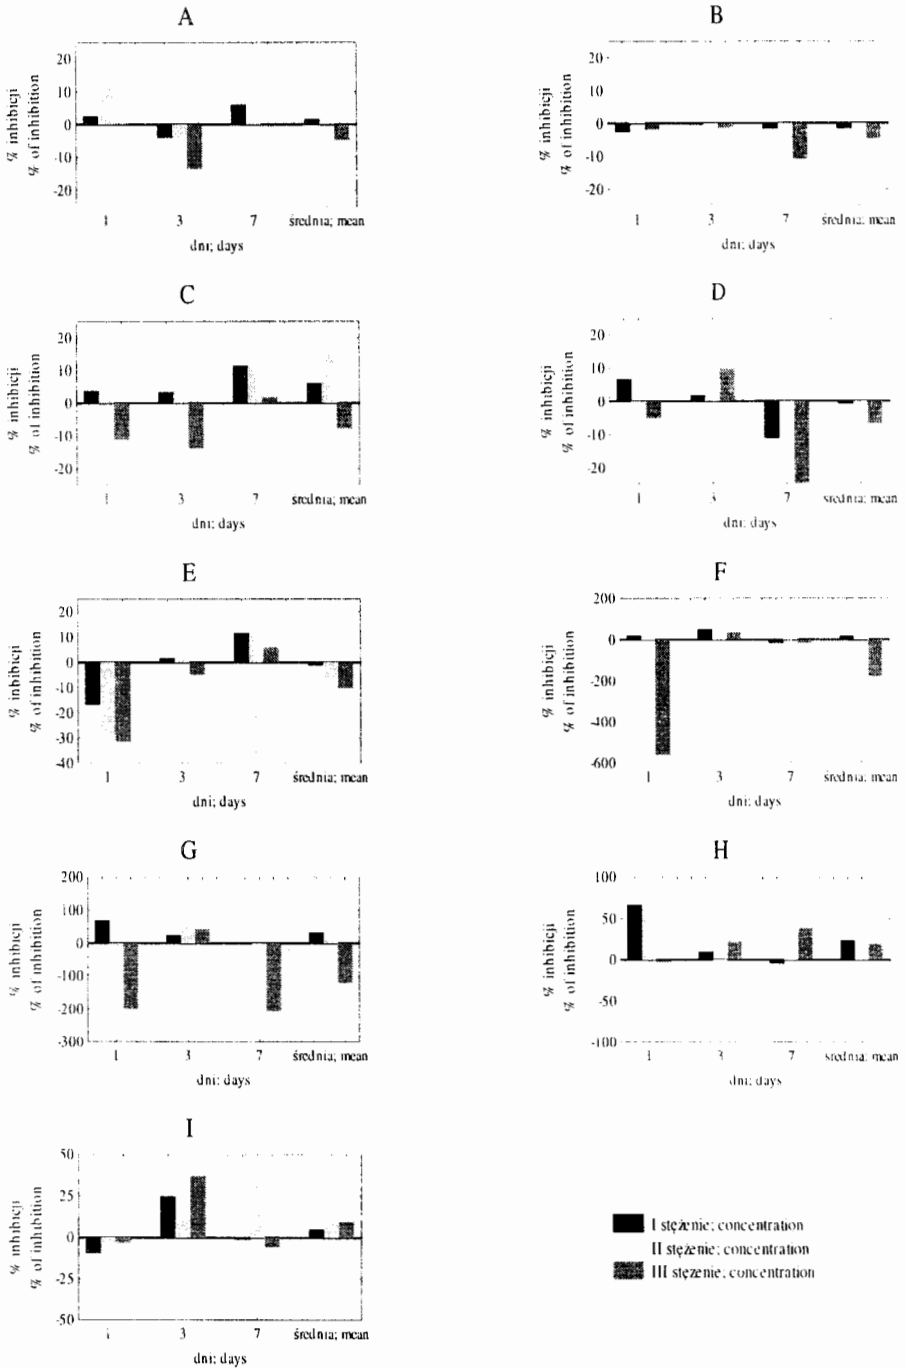 A
% inhibicji
% of inhibition
20
10
0
-10
-20
1 3 7 średnia; mean
dni; days
B
% inhibicji
% of inhibition
20
10
0
-10
-20
1 3 7 średnia; mean
dni; days
C
% inhibicji
% of inhibition
20
10
0
-10
-20
1 3 7 średnia; mean
dni; days
D
% inhibicji
% of inhibition
20
10
0
-10
-20
1 3 7 średnia; mean
dni; days
E
% inhibicji
% of inhibition
20
10
0
-10
-20
-30
-40
1 3 7 średnia; mean
dni; days
F
% inhibicji
% of inhibition
200
0
-200
-400
-600
1 3 7 średnia; mean
dni; days
G
% inhibicji
% of inhibition
200
100
0
-100
-200
-300
1 3 7 średnia; mean
dni; days
H
% inhibicji
% of inhibition
100
50
0
-50
-100
1 3 7 średnia; mean
dni; days
I
% inhibicji
% of inhibition
50
25
0
-25
-50
1 3 7 średnia; mean
dni; days
I stężenie; concentration
II stężenie; concentration
III stężenie; concentration